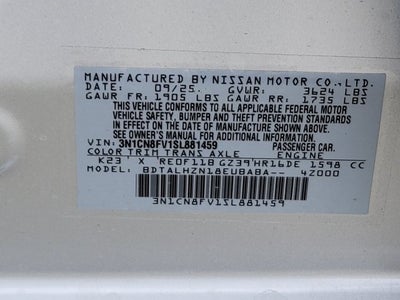 MANUFACTURED BY NISSAN MOTOR CO., LTD.
DATE: 09/25. GVWR: 3624 LBS
GAWR FR: 1905 LBS GAWR RR: 1735 LBS
THIS VEHICLE CONFORMS TO ALL APPLICABLE FEDERAL MOTOR
VEHICLE SAFETY, BUMPER AND THEFT PREVENTION STANDARDS
IN EFFECT ON THE DATE OF MANUFACTURE SHOWN ABOVE.
SEE OWNER'S MANUAL FOR ADDITIONAL INFORMATION.
VIN: 3N1CN8FV1SL881459 PASSENGER CAR.
COLOR TRIM TRANS AXLE ENGINE
K23 X RE0F11B GZ39 HR16DE 1598 CC
MODEL: BDTALHZN18EUBABA-- 4Z000
3N1CN8FV1SL881459